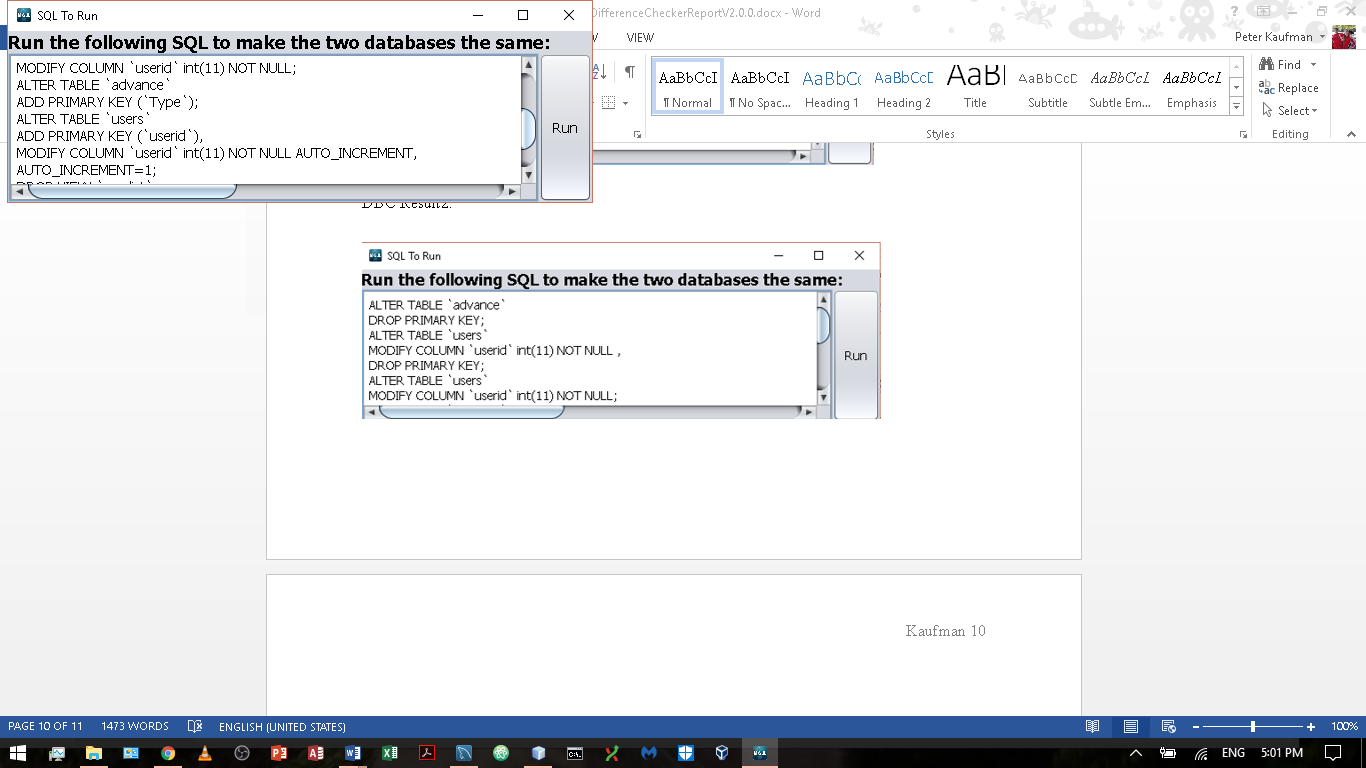 SQL To Run
Run the following SQL to make the two databases the same:
MODIFY COLUMN `userid` int(11) NOT NULL;
ALTER TABLE `advance`
ADD PRIMARY KEY (`Type`);
ALTER TABLE `users`
ADD PRIMARY KEY (`userid`),
MODIFY COLUMN `userid` int(11) NOT NULL AUTO_INCREMENT,
AUTO_INCREMENT=1;
Run
DifferenceCheckerReportV2.0.0.docx - Word
VIEW
Peter Kaufman
AaBbCcI
¶ Normal
AaBbCcI
¶ No Spac...
AaBbCc
Heading 1
AaBbCcD
Heading 2
AaB
Title
AaBbCcD
Subtitle
AaBbCcI
Subtle Em...
AaBbCcI
Emphasis
Styles
Find
Replace
Select
Editing
SQL To Run
Run the following SQL to make the two databases the same:
ALTER TABLE `advance`
DROP PRIMARY KEY;
ALTER TABLE `users`
MODIFY COLUMN `userid` int(11) NOT NULL ,
DROP PRIMARY KEY;
ALTER TABLE `users`
MODIFY COLUMN `userid` int(11) NOT NULL;
Run
Kaufman 10
PAGE 10 OF 11 1473 WORDS ENGLISH (UNITED STATES)
100%
ENG 5:01 PM